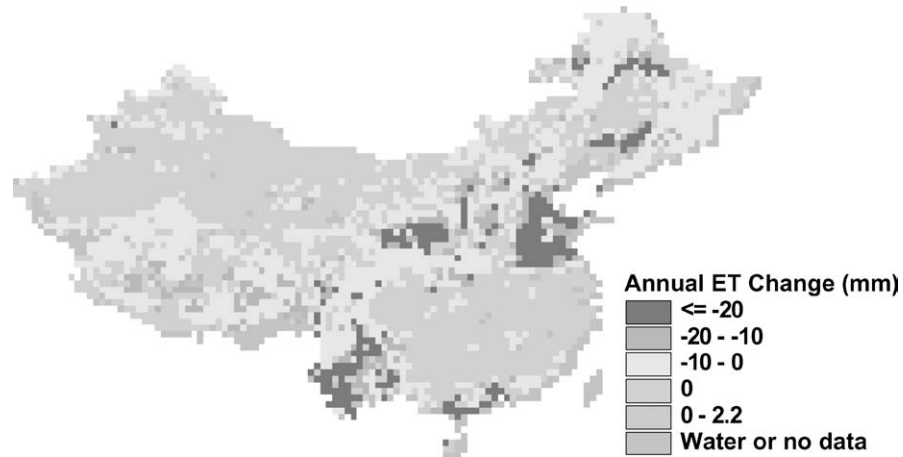 Annual ET Change (mm)
<= -20
-20 - -10
-10 - 0
0
0 - 2.2
Water or no data